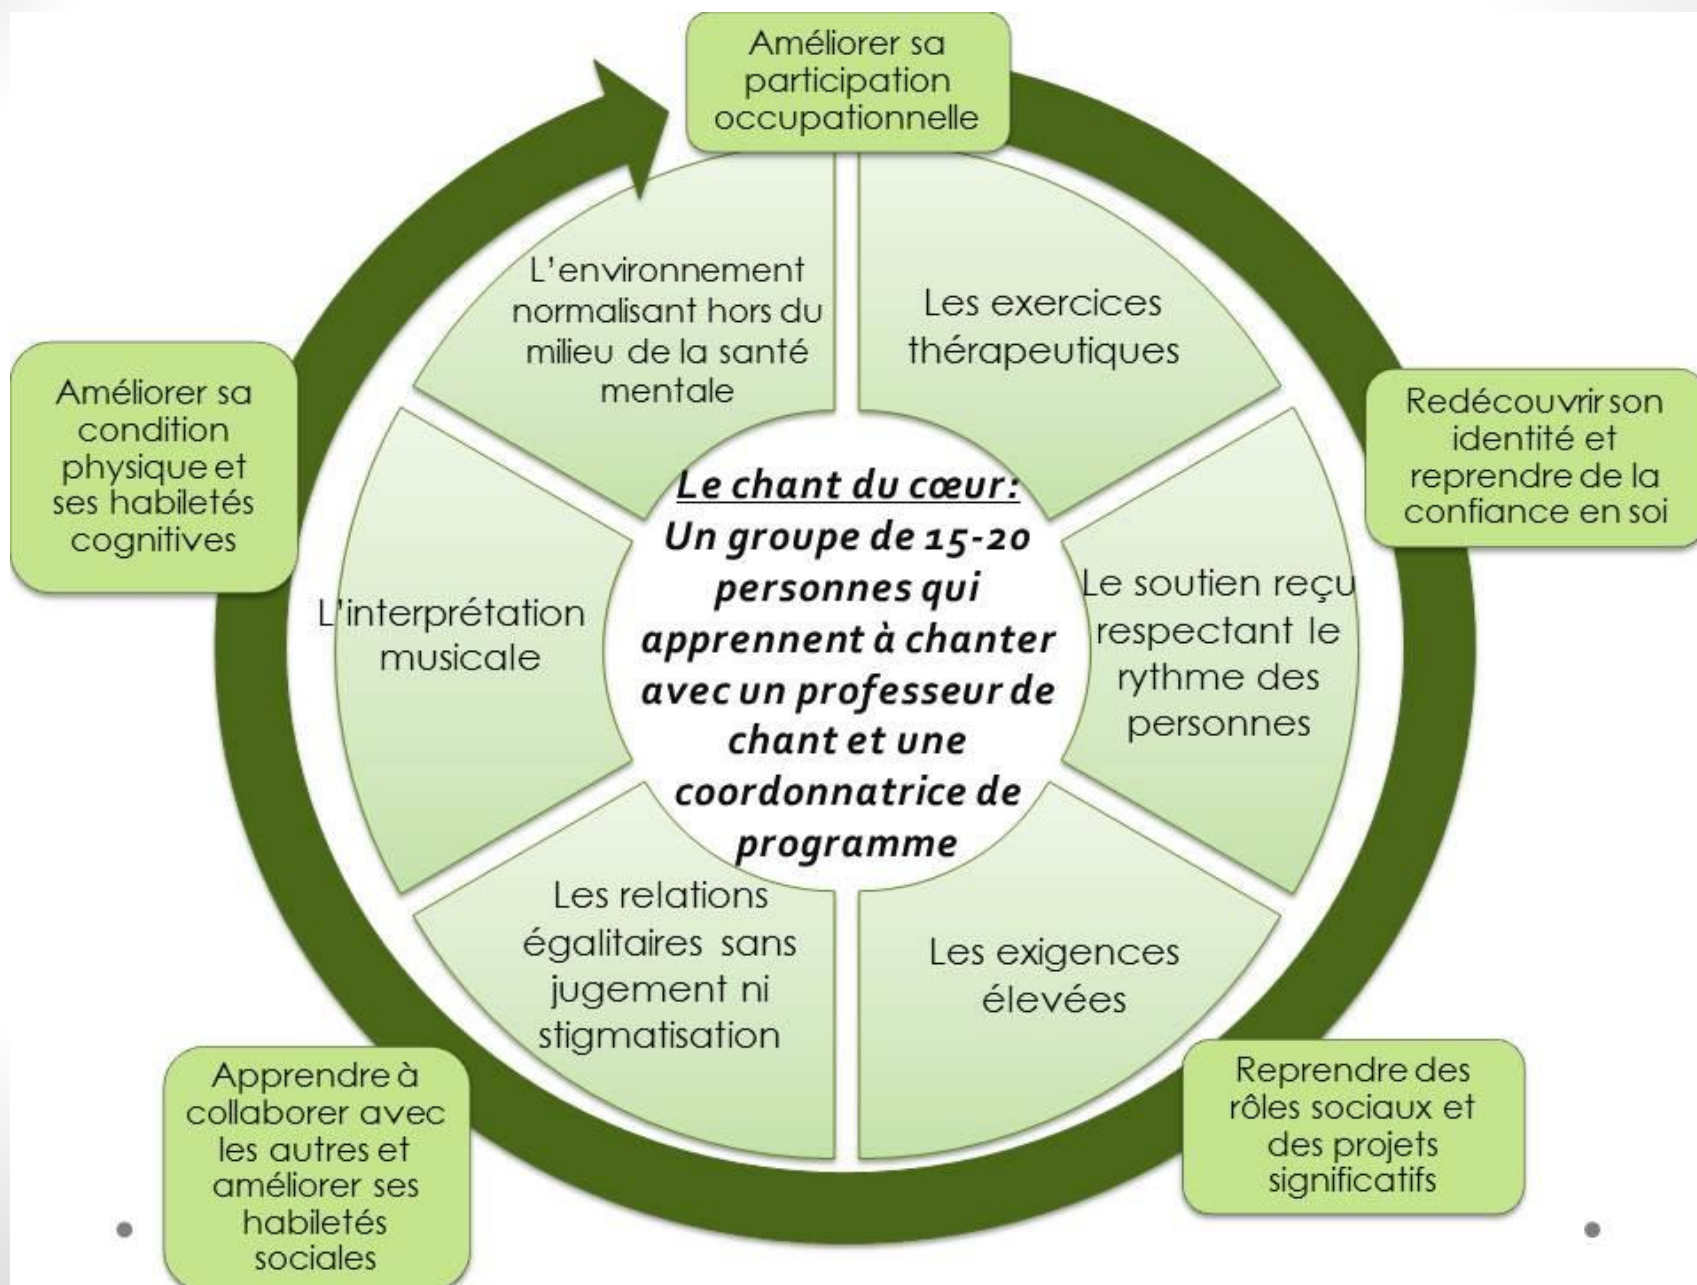 Améliorer sa
participation
occupationnelle
L'environnement
normalisant hors du
milieu de la santé
mentale
Les exercices
thérapeutiques
Améliorer sa
condition
physique et
ses habiletés
cognitives
Redécouvrir son
identité et
reprendre de la
confiance en soi
Le chant du cœur:
Un groupe de 15-20
personnes qui
apprennent à chanter
avec un professeur de
chant et une
coordonnatrice de
programme
L'interprétation
musicale
Le soutien reçu
respectant le
rythme des
personnes
Les relations
égalitaires sans
jugement ni
stigmatisation
Les exigences
élevées
Apprendre à
collaborer avec
les autres et
améliorer ses
habiletés
sociales
Reprendre des
rôles sociaux et
des projets
significatifs